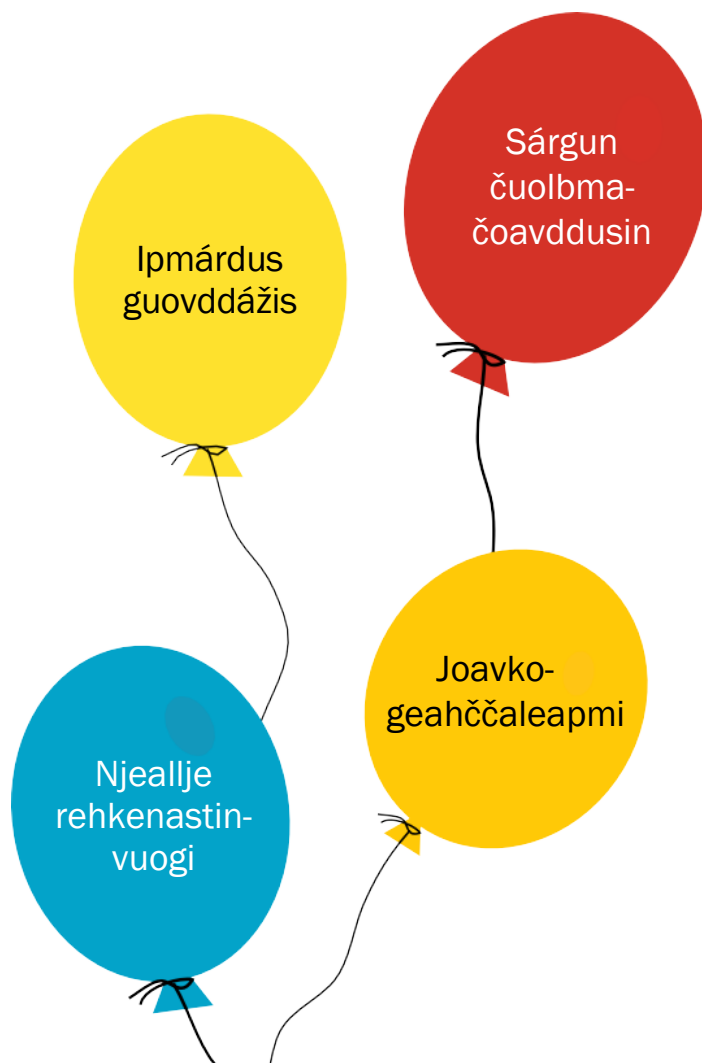 Sárgun
čuolbma-
čoavddusin
Ipmárdus
guovddážis
Joavko-
geahččaleapmi
Njeallje
rehkenastin-
vuogi